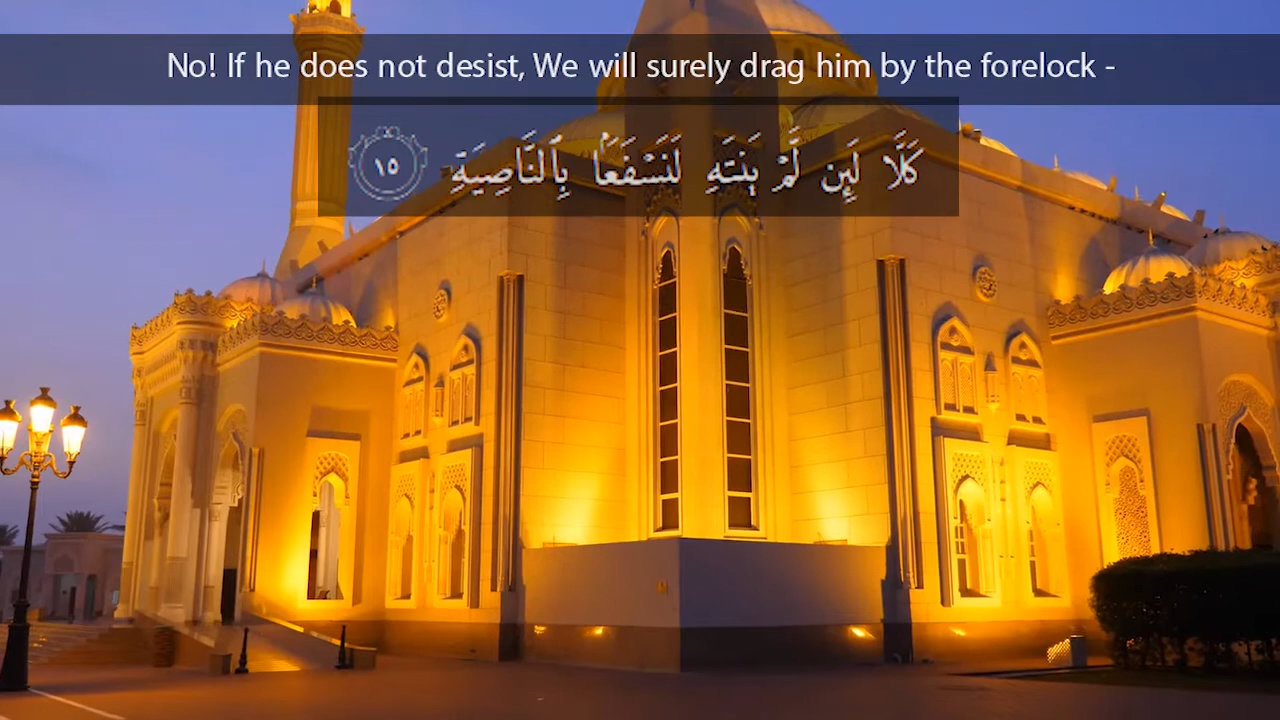 No! If he does not desist, We will surely drag him by the forelock -
كَلَّا لَئِن لَّمْ يَنتَهِ لَنَسْفَعًۢا بِٱلنَّاصِيَةِ ١٥